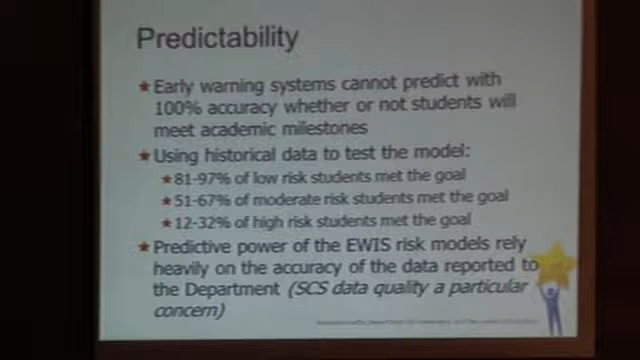 Predictability
Early warning systems cannot predict with
100% accuracy whether or not students will
meet academic milestones
Using historical data to test the model:
81-97% of low risk students met the goal
51-67% of moderate risk students met the goal
12-32% of high risk students met the goal
Predictive power of the EWIS risk models rely
heavily on the accuracy of the data reported to
the Department (SCS data quality a particular
concern)